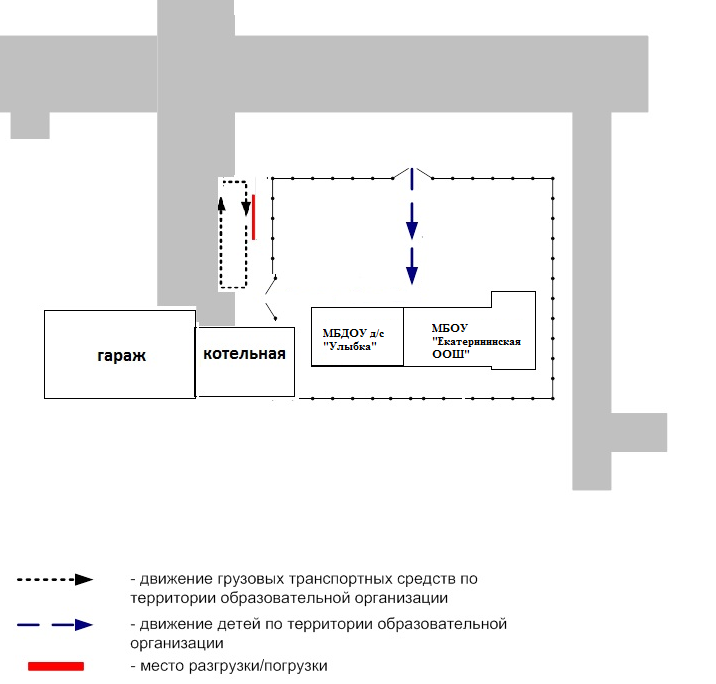 гараж
котельная
МБДОУ д/с
"Улыбка"
МБОУ
"Екатерининская
ООШ"
- движение грузовых транспортных средств по
территории образовательной организации
- движение детей по территории образовательной
организации
- место разгрузки/погрузки